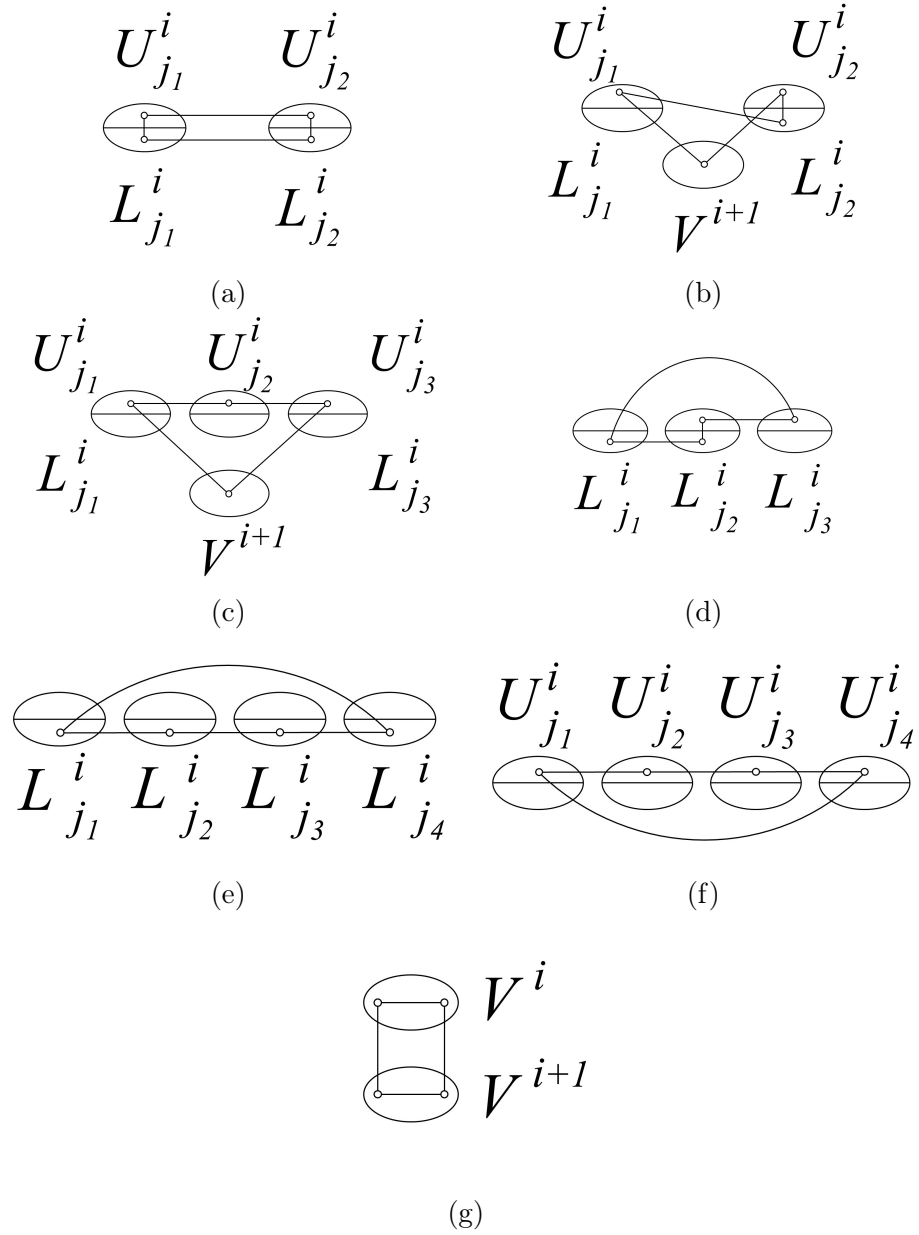 U^i_{j_1} U^i_{j_2}
L^i_{j_1} L^i_{j_2}
(a)
U^i_{j_1} U^i_{j_2}
L^i_{j_1} L^i_{j_2}
V^{i+1}
(b)
U^i_{j_1} U^i_{j_2} U^i_{j_3}
L^i_{j_1} L^i_{j_3}
V^{i+1}
(c)
L^i_{j_1} L^i_{j_2} L^i_{j_3}
(d)
L^i_{j_1} L^i_{j_2} L^i_{j_3} L^i_{j_4}
(e)
U^i_{j_1} U^i_{j_2} U^i_{j_3} U^i_{j_4}
(f)
V^i
V^{i+1}
(g)